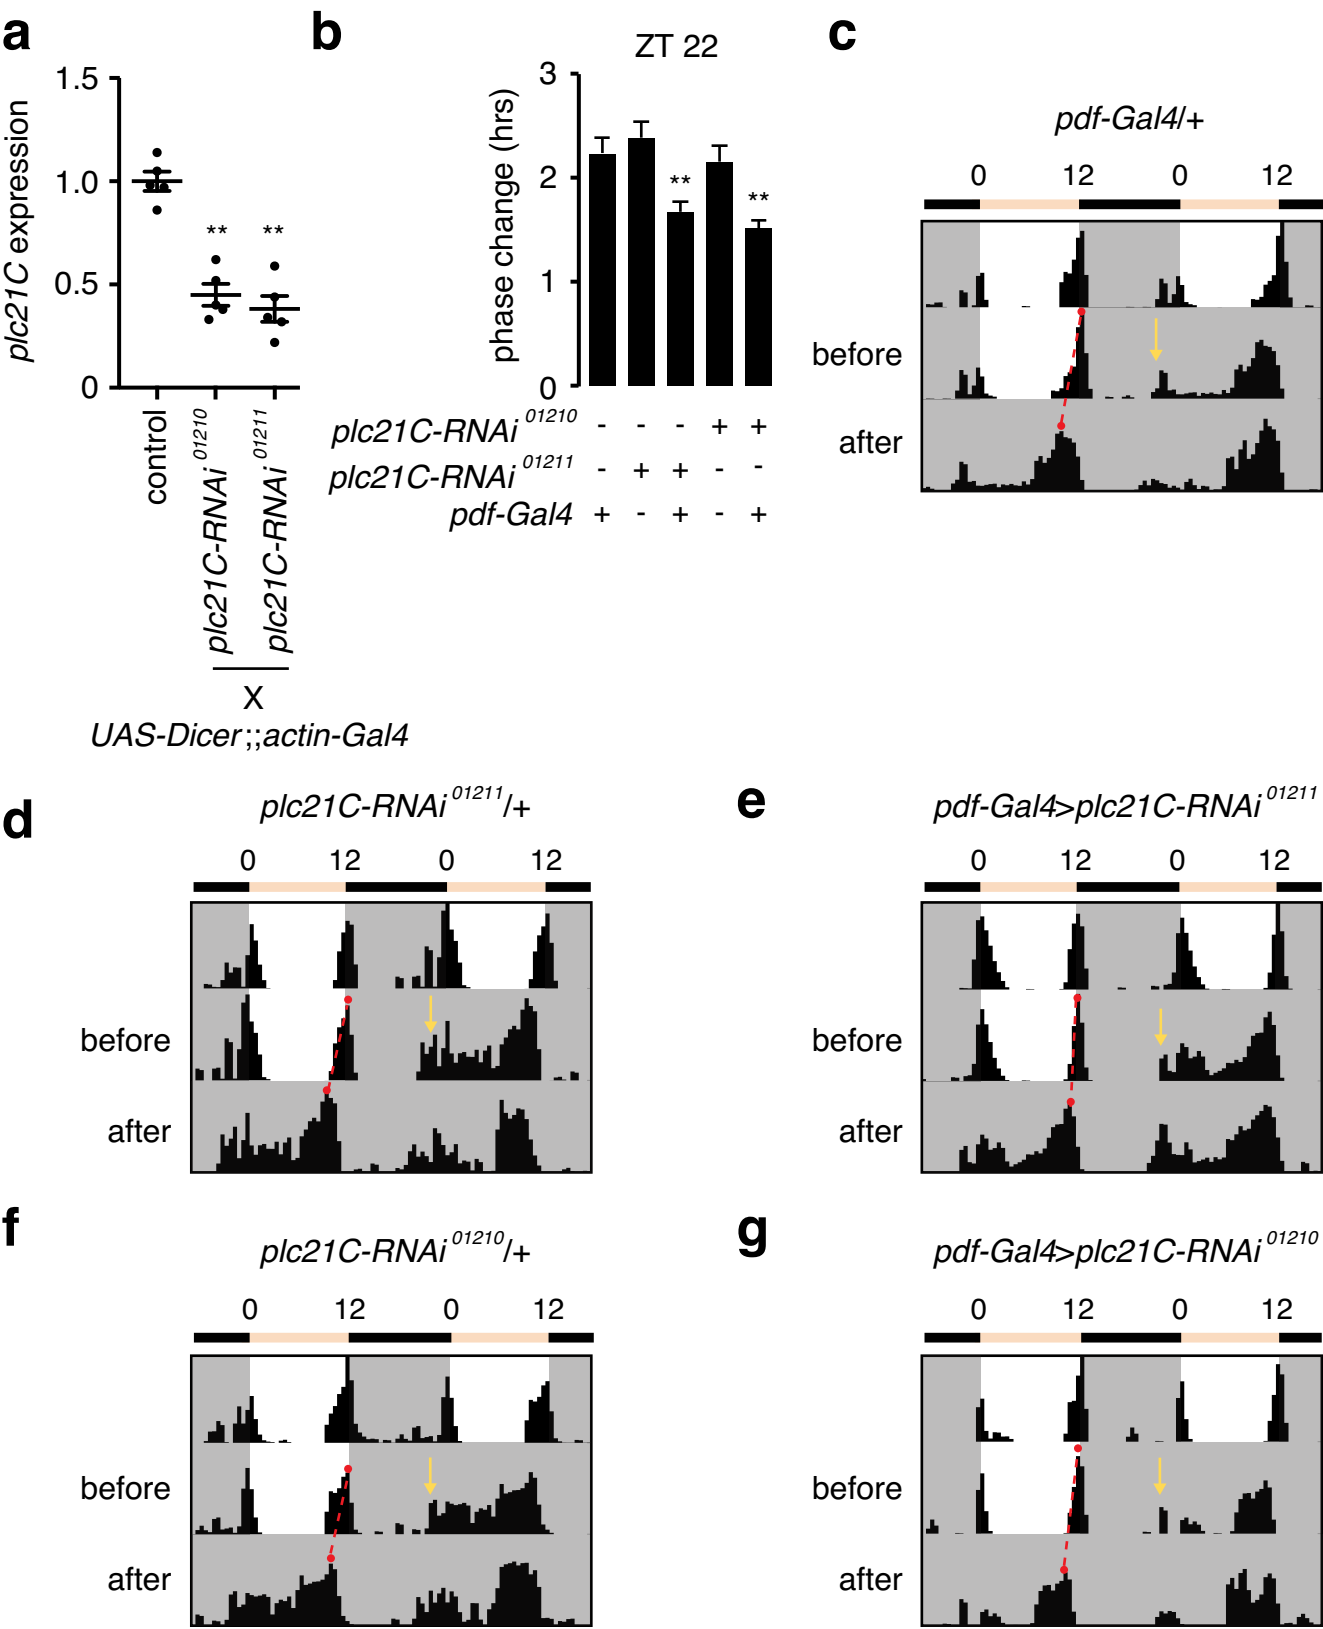 a
plc21C expression
1.5
1.0
0.5
0
** **
control
plc21C-RNAi 01210
plc21C-RNAi 01211
X
UAS-Dicer;;actin-Gal4
b
ZT 22
phase change (hrs)
3
2
1
0
** **
plc21C-RNAi 01210 - - - + +
plc21C-RNAi 01211 - + + - -
pdf-Gal4 + - + - +
c
pdf-Gal4/+
0 12 0 12
before
after
d
plc21C-RNAi 01211/+
0 12 0 12
before
after
e
pdf-Gal4>plc21C-RNAi 01211
0 12 0 12
before
after
f
plc21C-RNAi 01210/+
0 12 0 12
before
after
g
pdf-Gal4>plc21C-RNAi 01210
0 12 0 12
before
after